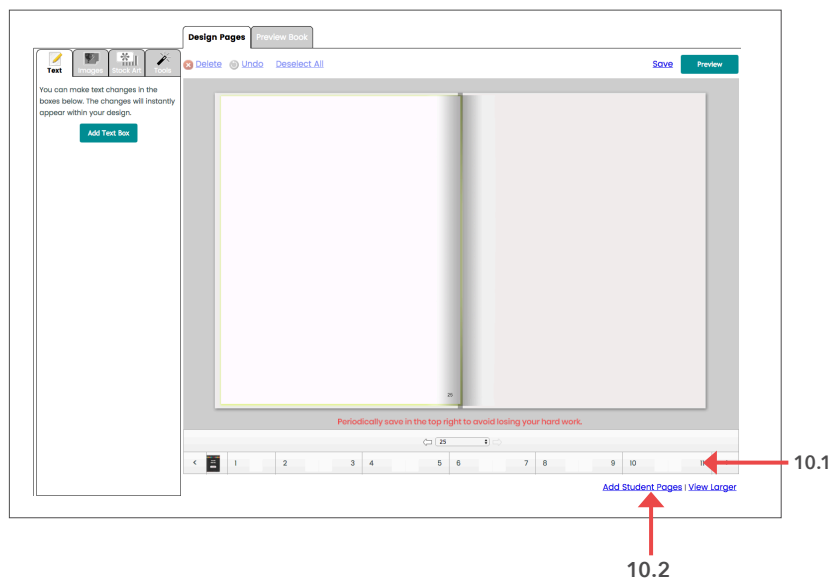 Design Pages Preview Book
Text Images Stock Art Tools
Delete Undo Deselect All Save Preview
You can make text changes in the
boxes below. The changes will instantly
appear within your design.
Add Text Box
25
Periodically save in the top right to avoid losing your hard work.
25
< 1 2 3 4 5 6 7 8 9 10 11
10.1
Add Student Pages | View Larger
10.2